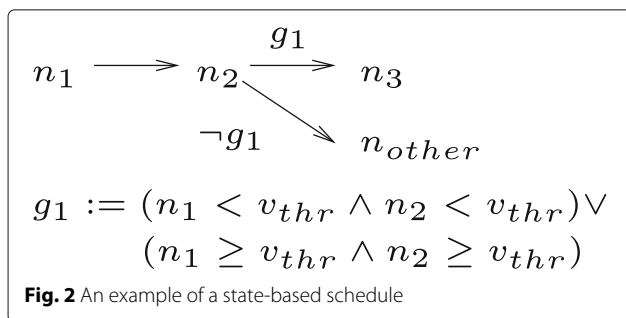 g₁
n₁ → n₂ → n₃
¬g₁ n_other
g₁ := (n₁ < v_thr ∧ n₂ < v_thr)∨
(n₁ ≥ v_thr ∧ n₂ ≥ v_thr)
Fig. 2 An example of a state-based schedule